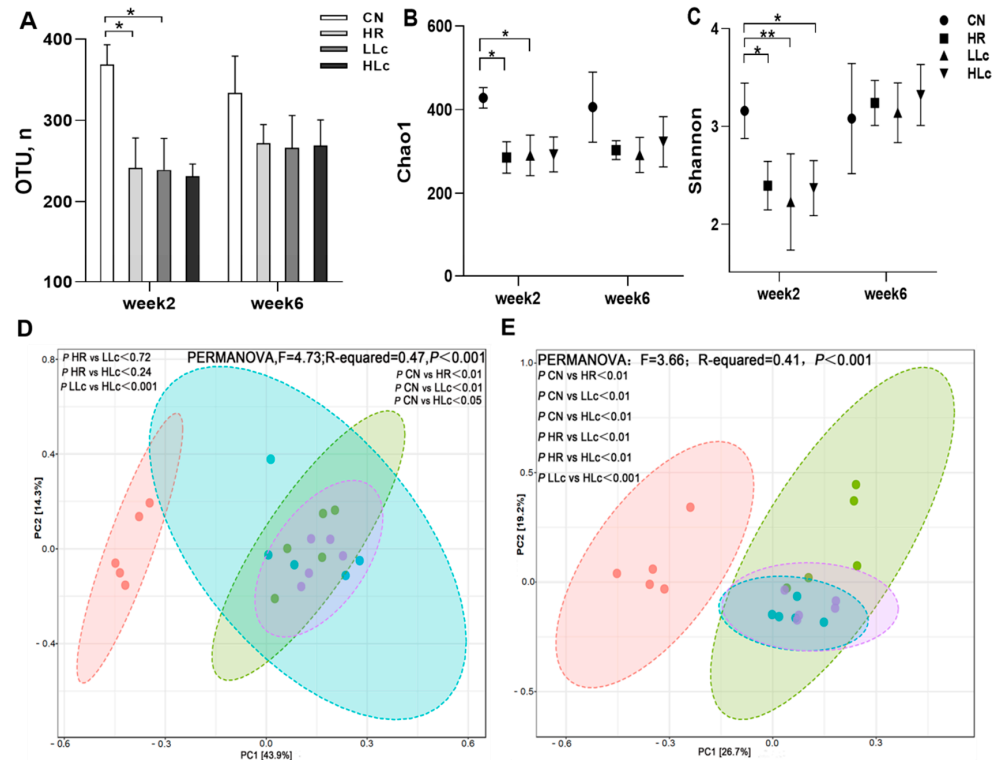 A
*
*
CN
HR
LLc
HLc
400
300
200
100
OTU, n
week2
week6
B
*
*
600
400
200
0
Chao1
week2
week6
C
*
**
*
CN
HR
LLc
HLc
4
3
2
Shannon
week2
week6
D
PERMANOVA,F=4.73;R-equared=0.47,P＜0.001
P HR vs LLc＜0.72
P HR vs HLc＜0.24
P LLc vs HLc＜0.001
P CN vs HR＜0.01
P CN vs LLc＜0.01
P CN vs HLc＜0.05
0.8
0.4
0.0
- 0.4
PC2 [14.3%]
- 0.6
- 0.3
0.0
0.3
0.6
PC1 [43.9%]
E
PERMANOVA：F=3.66；R-equared=0.41，P＜0.001
P CN vs HR＜0.01
P CN vs LLc＜0.01
P CN vs HLc＜0.01
P HR vs LLc＜0.01
P HR vs HLc＜0.01
P LLc vs HLc＜0.001
1.0
0.5
0.0
- 0.5
PC2 [19.2%]
- 0.6
- 0.3
0.0
0.3
PC1 [26.7%]